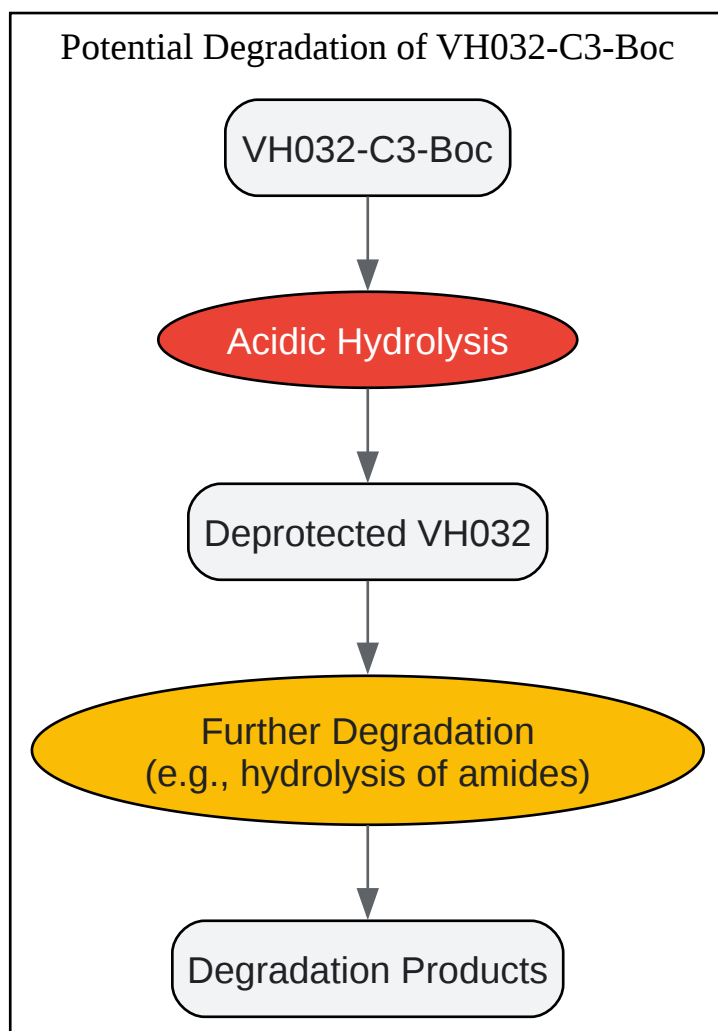 Potential Degradation of VH032-C3-Boc
VH032-C3-Boc
Acidic Hydrolysis
Deprotected VH032
Further Degradation
(e.g., hydrolysis of amides)
Degradation Products